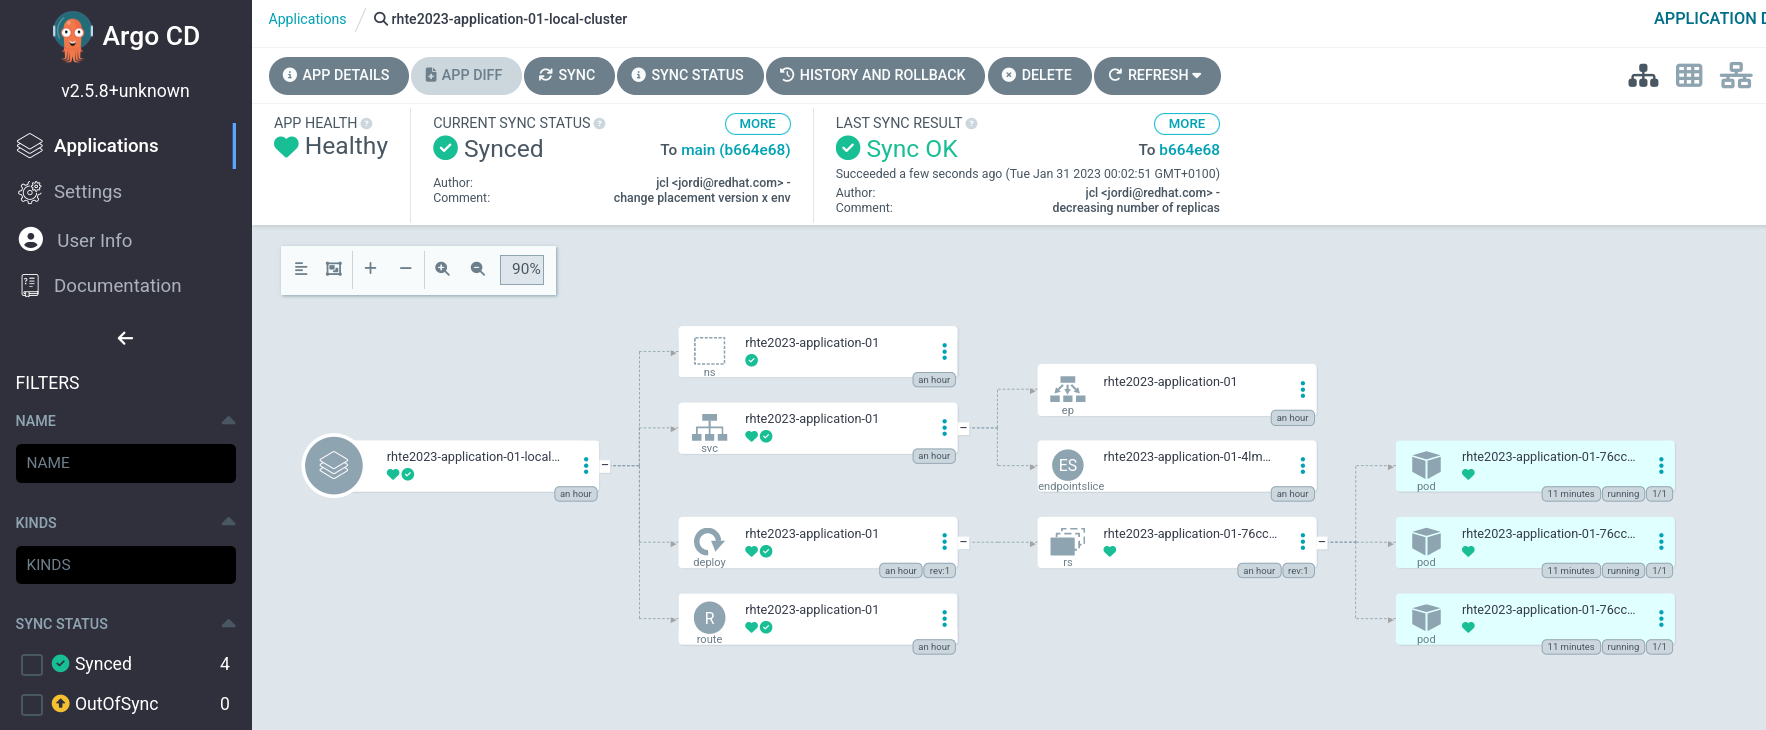 Argo CD
v2.5.8+unknown
Applications
Settings
User Info
Documentation
FILTERS
NAME
NAME
KINDS
KINDS
SYNC STATUS
Synced 4
OutOfSync 0
Applications / rhte2023-application-01-local-cluster
APPLICATION D
APP DETAILS APP DIFF SYNC SYNC STATUS HISTORY AND ROLLBACK DELETE REFRESH
APP HEALTH ?
Healthy
CURRENT SYNC STATUS ? MORE
Synced To main (b664e68)
Author: jcl <jordi@redhat.com> -
Comment: change placement version x env
LAST SYNC RESULT ? MORE
Sync OK To b664e68
Succeeded a few seconds ago (Tue Jan 31 2023 00:02:51 GMT+0100)
Author: jcl <jordi@redhat.com> -
Comment: decreasing number of replicas
90%
rhte2023-application-01-local...
an hour
rhte2023-application-01
ns
an hour
rhte2023-application-01
svc
an hour
rhte2023-application-01
deploy
an hour rev:1
R
rhte2023-application-01
route
an hour
rhte2023-application-01
ep
an hour
ES
rhte2023-application-01-4lm...
endpointslice
an hour
rhte2023-application-01-76cc...
rs
an hour rev:1
rhte2023-application-01-76cc...
pod
11 minutes running 1/1
rhte2023-application-01-76cc...
pod
11 minutes running 1/1
rhte2023-application-01-76cc...
pod
11 minutes running 1/1